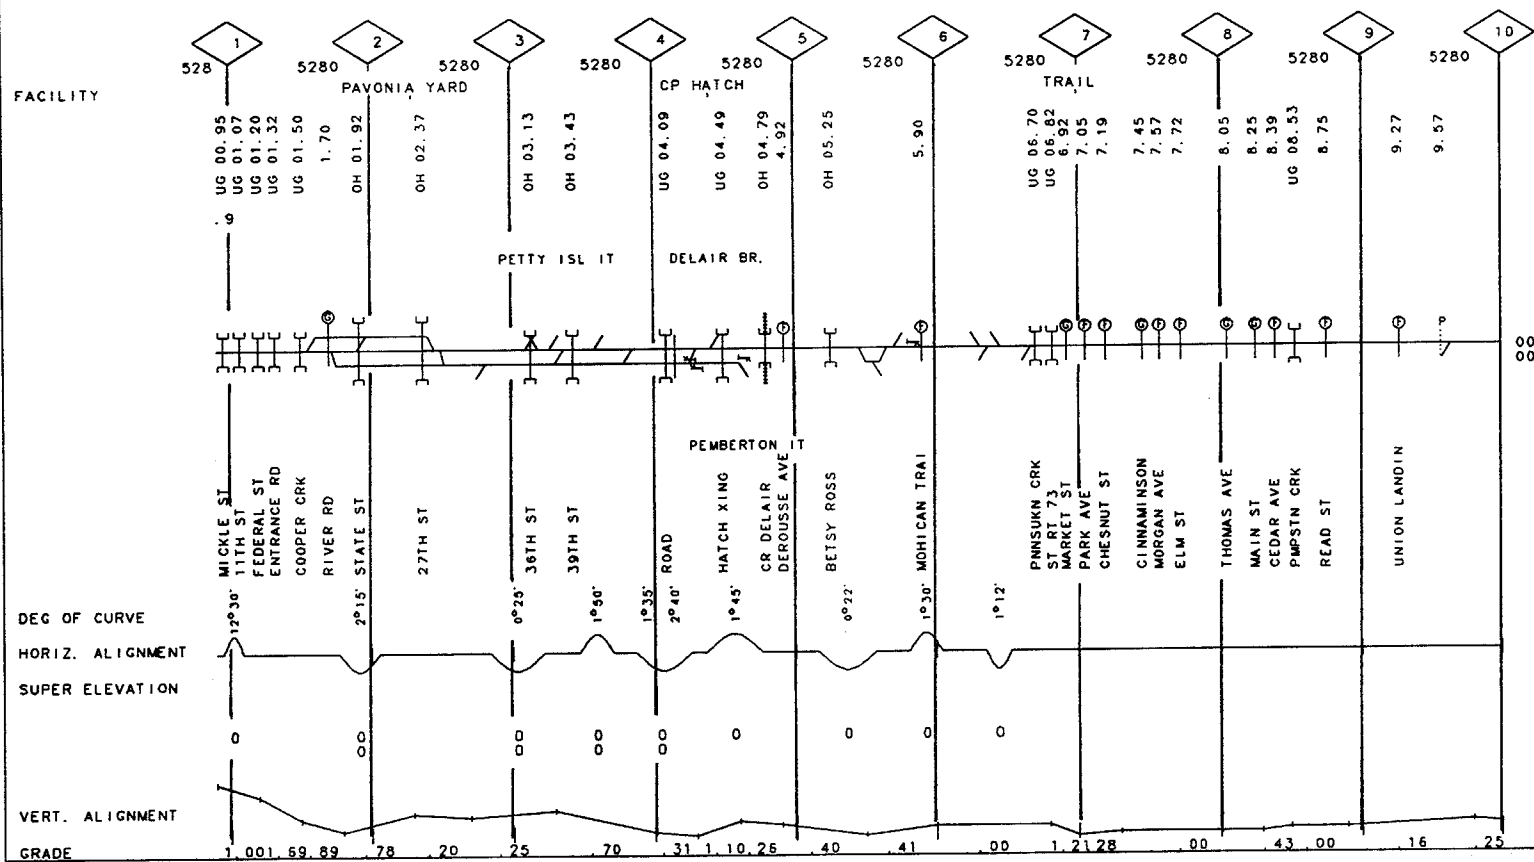 1 2 3 4 5 6 7 8 9 10
528 5280 5280 5280 5280 5280 5280 5280 5280 5280
PAVONIA YARD CP HATCH TRAIL
FACILITY
UG 00.95
UG 01.07
UG 01.20
UG 01.32
UG 01.50
1.70
OH 01.92
OH 02.37
OH 03.13
OH 03.43
UG 04.09
UG 04.49
OH 04.79
4.92
OH 05.25
5.90
UG 06.70
UG 06.82
6.92
7.05
7.19
7.45
7.57
7.72
8.05
8.25
8.39
UG 08.53
8.75
9.27
9.57
.9
PETTY ISL IT DELAIR BR.
G F F G F F G F F G G F F F P
00
00
PEMBERTON IT
MICKLE ST
11TH ST
FEDERAL ST
ENTRANCE RD
COOPER CRK
RIVER RD
STATE ST
27TH ST
36TH ST
39TH ST
ROAD
HATCH XING
CR DELAIR
DEROUSSE AVE
BETSY ROSS
MOHICAN TRAI
PNNSUKN CRK
ST RT 73
MARKET ST
PARK AVE
CHESNUT ST
CINNAMINSON
MORGAN AVE
ELM ST
THOMAS AVE
MAIN ST
CEDAR AVE
PMPSTN CRK
READ ST
UNION LANDIN
DEG OF CURVE
12°30' 2°15' 0°25' 1°50' 1°35' 2°40' 1°45' 0°22' 1°30' 1°12'
HORIZ. ALIGNMENT
SUPER ELEVATION
0 0 0 0 0 0 0 0 0
0 0 0 0
VERT. ALIGNMENT
GRADE 1.001.69.89 .78 .20 .25 .70 .311.10.26 .40 .41 .00 1.21.28 .00 .43.00 .16 .25